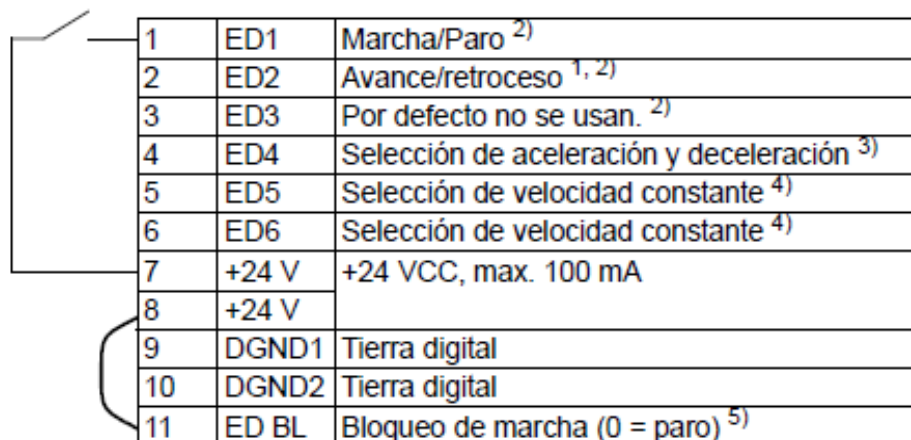 1 ED1 Marcha/Paro 2)
2 ED2 Avance/retroceso 1, 2)
3 ED3 Por defecto no se usan. 2)
4 ED4 Selección de aceleración y deceleración 3)
5 ED5 Selección de velocidad constante 4)
6 ED6 Selección de velocidad constante 4)
7 +24 V +24 VCC, max. 100 mA
8 +24 V
9 DGND1 Tierra digital
10 DGND2 Tierra digital
11 ED BL Bloqueo de marcha (0 = paro) 5)